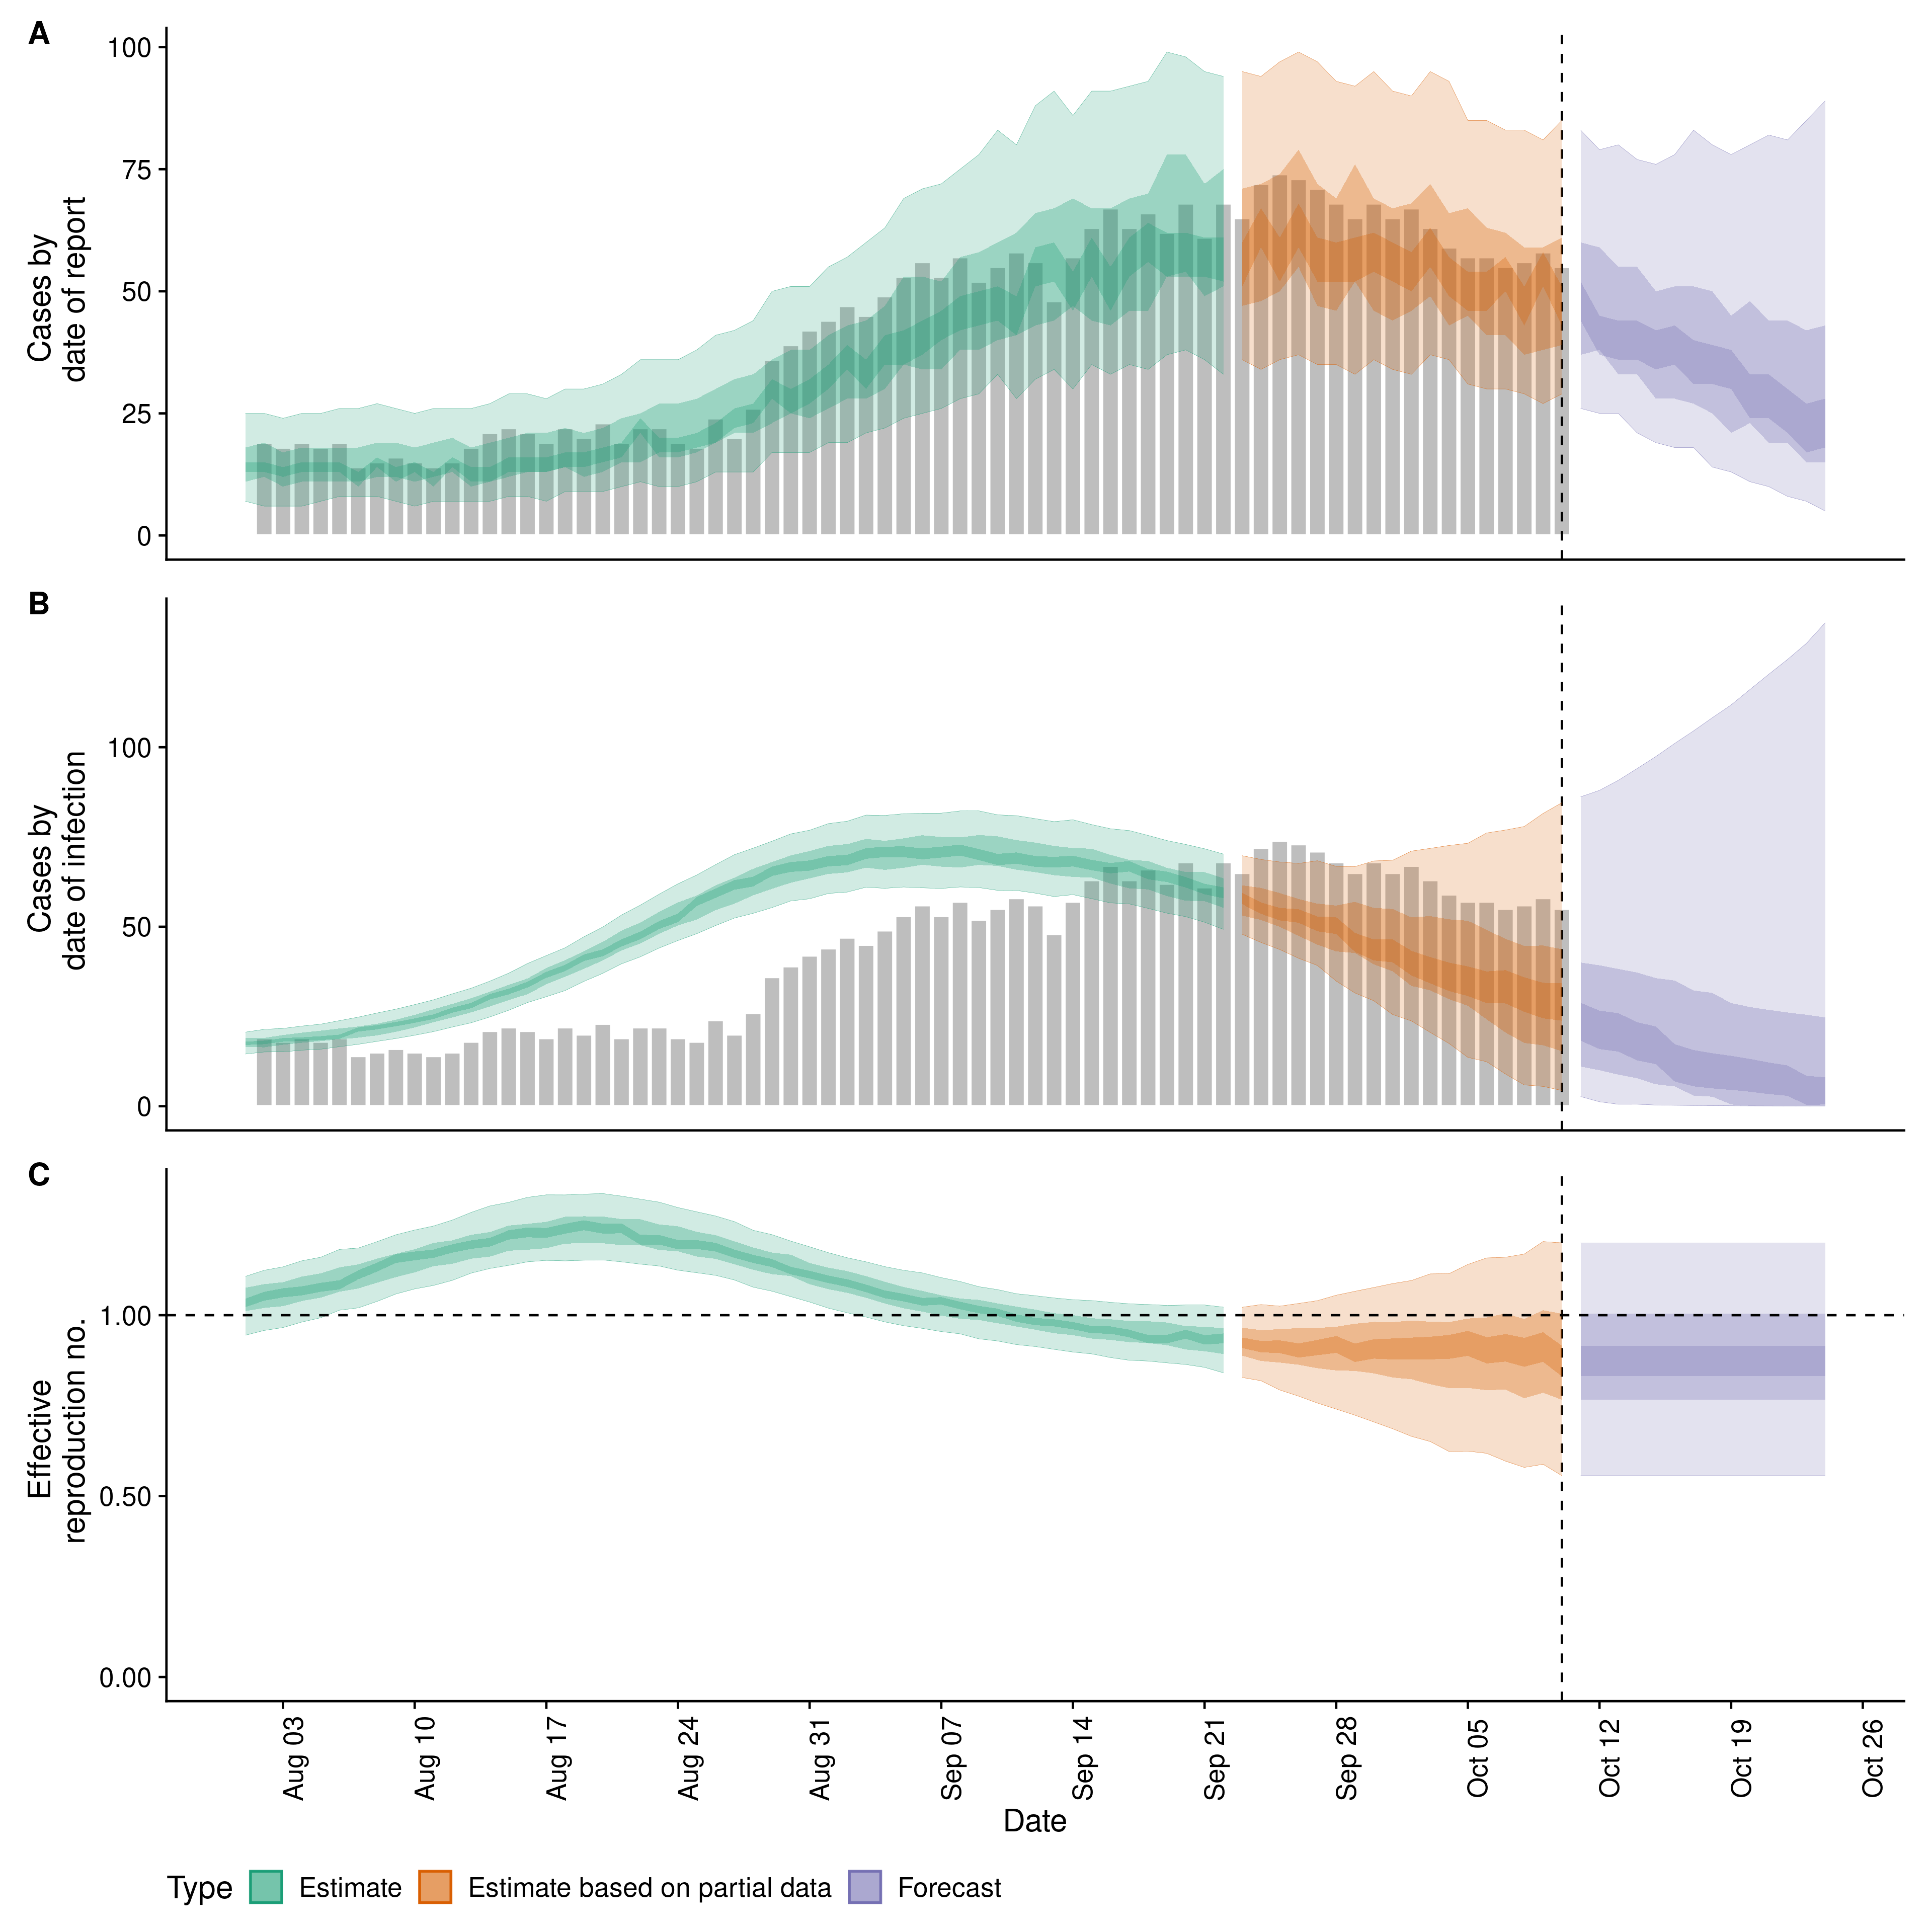 A
100
75
50
25
0
Cases by
date of report
B
100
50
0
Cases by
date of infection
C
1.00
0.50
0.00
Effective
reproduction no.
Aug 03
Aug 10
Aug 17
Aug 24
Aug 31
Sep 07
Sep 14
Sep 21
Sep 28
Oct 05
Oct 12
Oct 19
Oct 26
Date
Type Estimate Estimate based on partial data Forecast